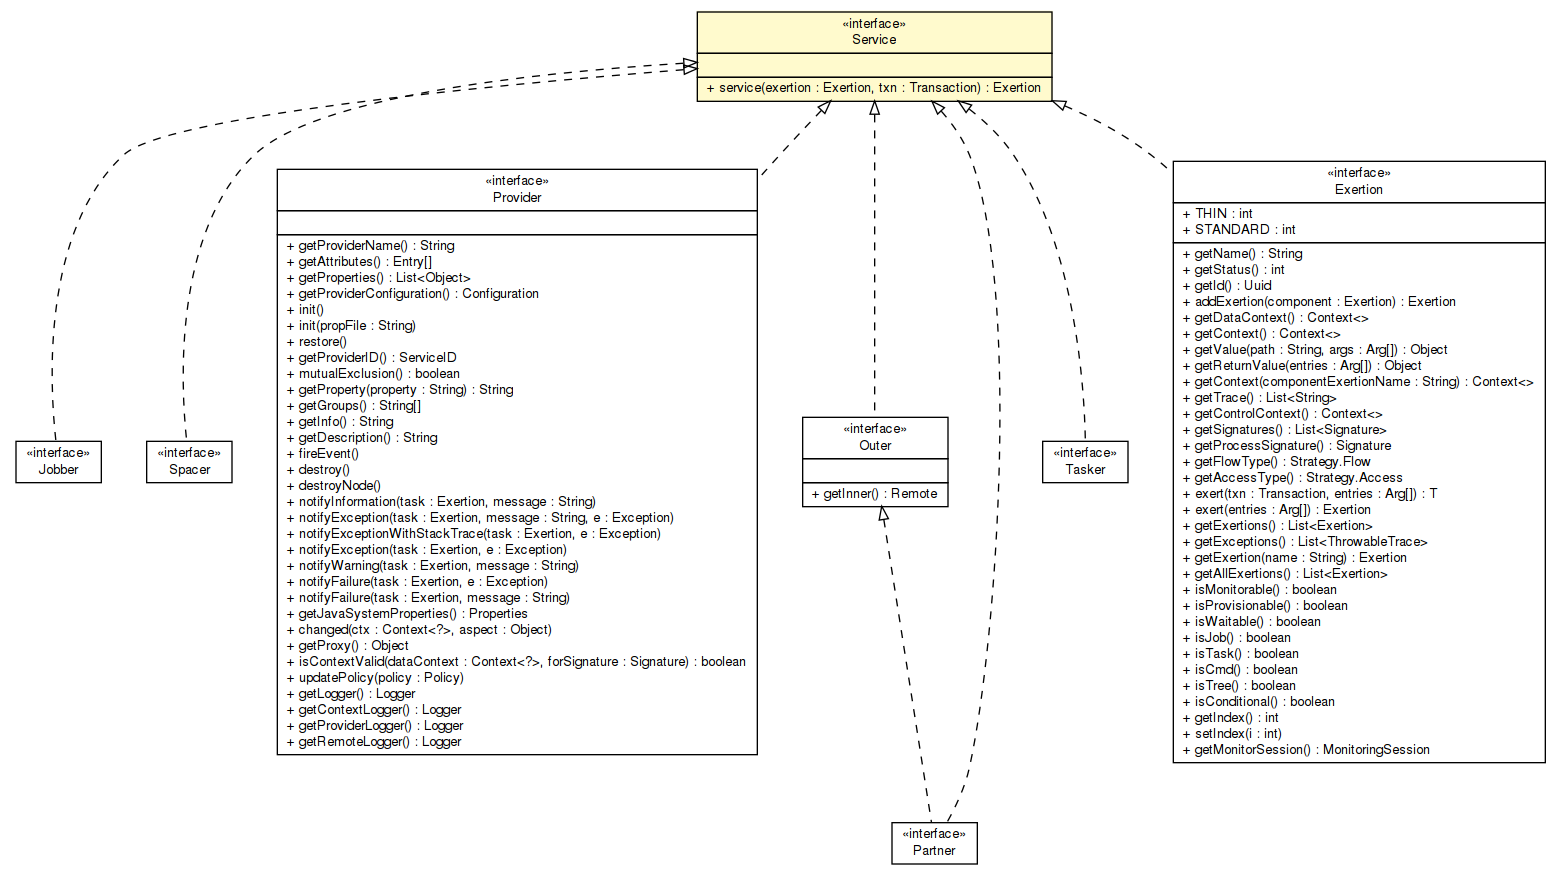 «interface»
Service
+ service(exertion : Exertion, txn : Transaction) : Exertion
«interface»
Provider
+ getProviderName() : String
+ getAttributes() : Entry[]
+ getProperties() : List<Object>
+ getProviderConfiguration() : Configuration
+ init()
+ init(propFile : String)
+ restore()
+ getProviderID() : ServiceID
+ mutualExclusion() : boolean
+ getProperty(property : String) : String
+ getGroups() : String[]
+ getInfo() : String
+ getDescription() : String
+ fireEvent()
+ destroy()
+ destroyNode()
+ notifyInformation(task : Exertion, message : String)
+ notifyException(task : Exertion, message : String, e : Exception)
+ notifyExceptionWithStackTrace(task : Exertion, e : Exception)
+ notifyException(task : Exertion, e : Exception)
+ notifyWarning(task : Exertion, message : String)
+ notifyFailure(task : Exertion, e : Exception)
+ notifyFailure(task : Exertion, message : String)
+ getJavaSystemProperties() : Properties
+ changed(ctx : Context<?>, aspect : Object)
+ getProxy() : Object
+ isContextValid(dataContext : Context<?>, forSignature : Signature) : boolean
+ updatePolicy(policy : Policy)
+ getLogger() : Logger
+ getContextLogger() : Logger
+ getProviderLogger() : Logger
+ getRemoteLogger() : Logger
«interface»
Exertion
+ THIN : int
+ STANDARD : int
+ getName() : String
+ getStatus() : int
+ getId() : Uuid
+ addExertion(component : Exertion) : Exertion
+ getDataContext() : Context<>
+ getContext() : Context<>
+ getValue(path : String, args : Arg[]) : Object
+ getReturnValue(entries : Arg[]) : Object
+ getContext(componentExertionName : String) : Context<>
+ getTrace() : List<String>
+ getControlContext() : Context<>
+ getSignatures() : List<Signature>
+ getProcessSignature() : Signature
+ getFlowType() : Strategy.Flow
+ getAccessType() : Strategy.Access
+ exert(txn : Transaction, entries : Arg[]) : T
+ exert(entries : Arg[]) : Exertion
+ getExertions() : List<Exertion>
+ getExceptions() : List<ThrowableTrace>
+ getExertion(name : String) : Exertion
+ getAllExertions() : List<Exertion>
+ isMonitorable() : boolean
+ isProvisionable() : boolean
+ isWaitable() : boolean
+ isJob() : boolean
+ isTask() : boolean
+ isCmd() : boolean
+ isTree() : boolean
+ isConditional() : boolean
+ getIndex() : int
+ setIndex(i : int)
+ getMonitorSession() : MonitoringSession
«interface»
Jobber
«interface»
Spacer
«interface»
Outer
+ getInner() : Remote
«interface»
Tasker
«interface»
Partner